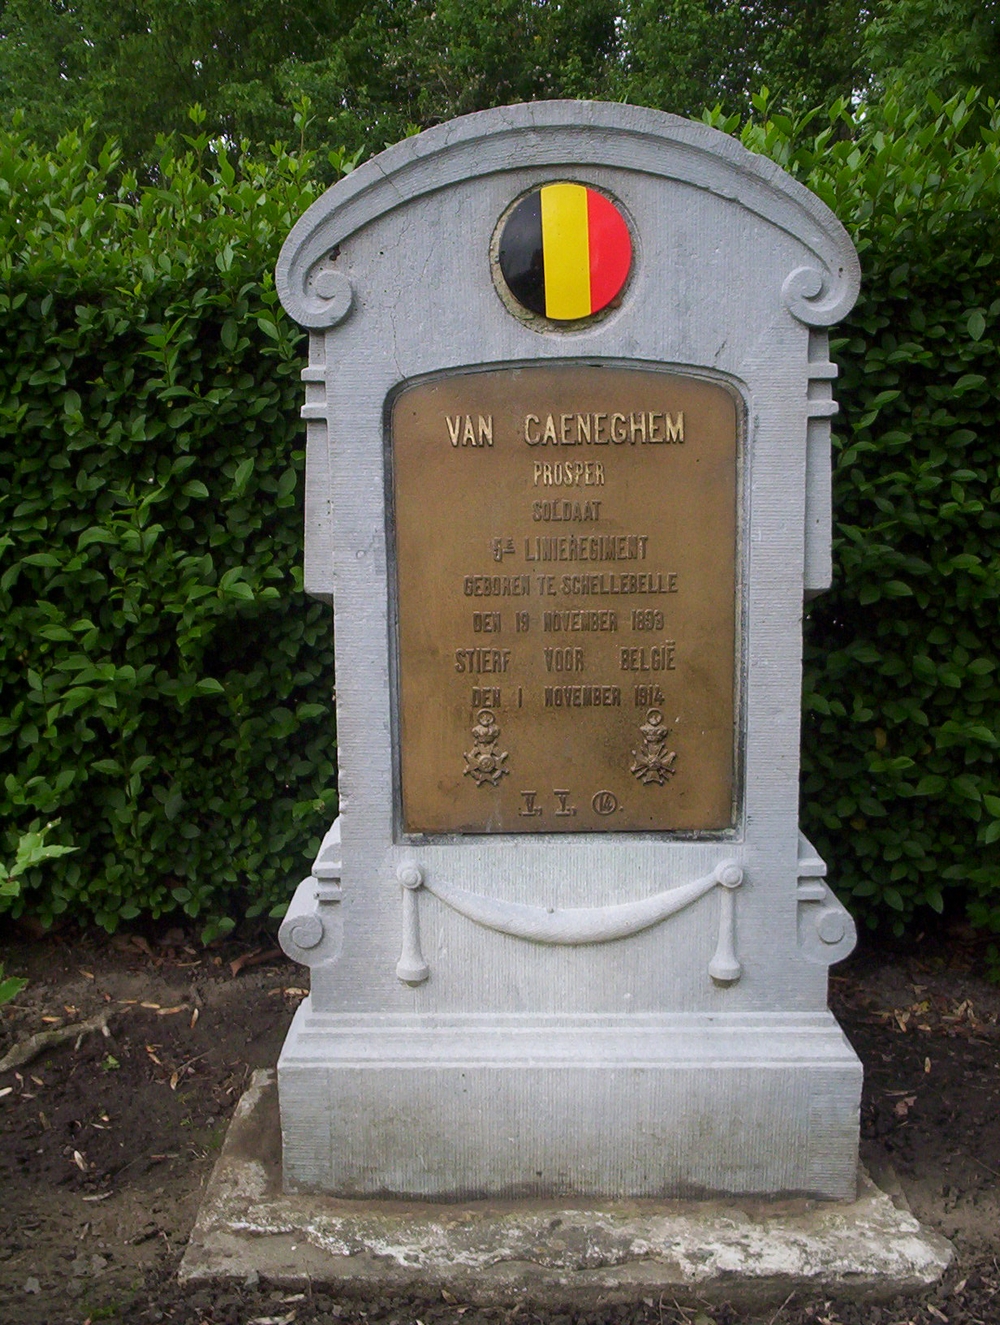 VAN CAENEGHEM
PROSPER
SOLDAAT
5E LINIEREGIMENT
GEBOREN TE SCHELLEBELLE
DEN 19 NOVEMBER 1893
STIERF VOOR BELGIË
DEN 1 NOVEMBER 1914
V. V. 14.